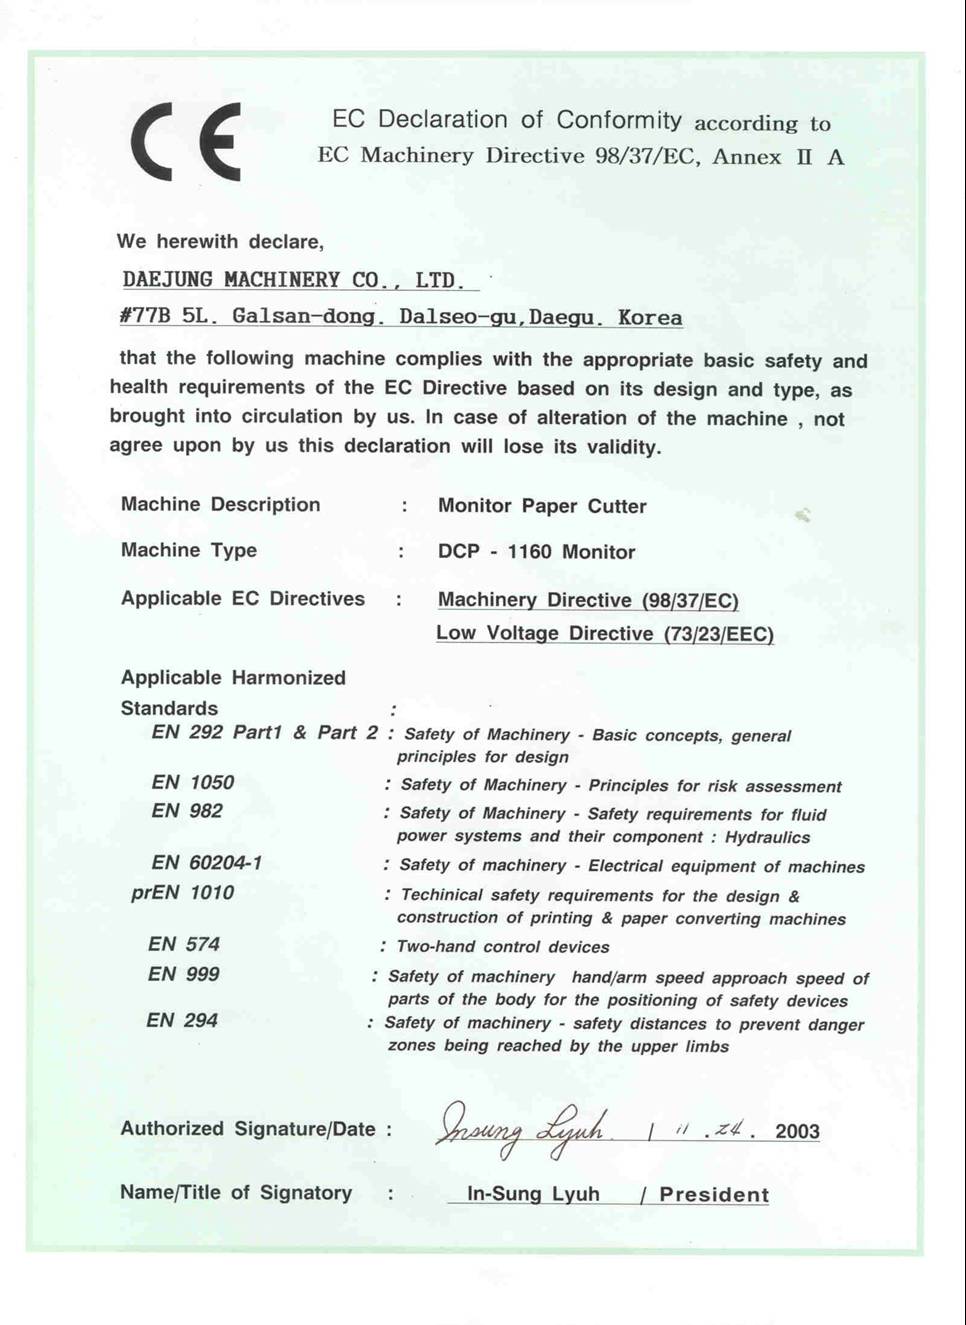 CE
EC Declaration of Conformity according to
EC Machinery Directive 98/37/EC, Annex II A
We herewith declare,
DAEJUNG MACHINERY CO., LTD.
#77B 5L. Galsan-dong. Dalseo-gu,Daegu. Korea
that the following machine complies with the appropriate basic safety and
health requirements of the EC Directive based on its design and type, as
brought into circulation by us. In case of alteration of the machine , not
agree upon by us this declaration will lose its validity.
Machine Description : Monitor Paper Cutter
Machine Type : DCP - 1160 Monitor
Applicable EC Directives : Machinery Directive (98/37/EC)
Low Voltage Directive (73/23/EEC)
Applicable Harmonized
Standards :
EN 292 Part1 & Part 2 : Safety of Machinery - Basic concepts, general
principles for design
EN 1050 : Safety of Machinery - Principles for risk assessment
EN 982 : Safety of Machinery - Safety requirements for fluid
power systems and their component : Hydraulics
EN 60204-1 : Safety of machinery - Electrical equipment of machines
prEN 1010 : Techinical safety requirements for the design &
construction of printing & paper converting machines
EN 574 : Two-hand control devices
EN 999 : Safety of machinery hand/arm speed approach speed of
parts of the body for the positioning of safety devices
EN 294 : Safety of machinery - safety distances to prevent danger
zones being reached by the upper limbs
Authorized Signature/Date : Insung Lyuh. / 11 . 24 . 2003
Name/Title of Signatory : In-Sung Lyuh / President